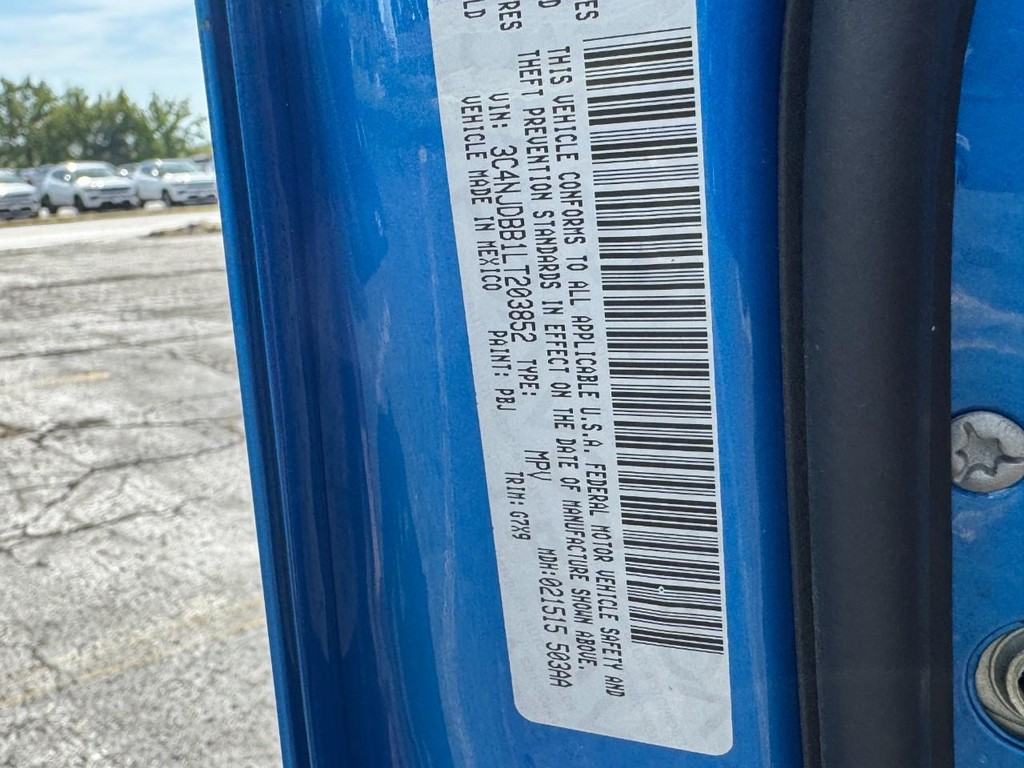 ES
D
RES
LD
THIS VEHICLE CONFORMS TO ALL APPLICABLE U.S.A. FEDERAL MOTOR VEHICLE SAFETY AND
THEFT PREVENTION STANDARDS IN EFFECT ON THE DATE OF MANUFACTURE SHOWN ABOVE.
VIN: 3C4NJDBB1LT203852 TYPE: MPV MDH:021515 503AA
VEHICLE MADE IN MEXICO PAINT: PBJ TRIM: G7X9